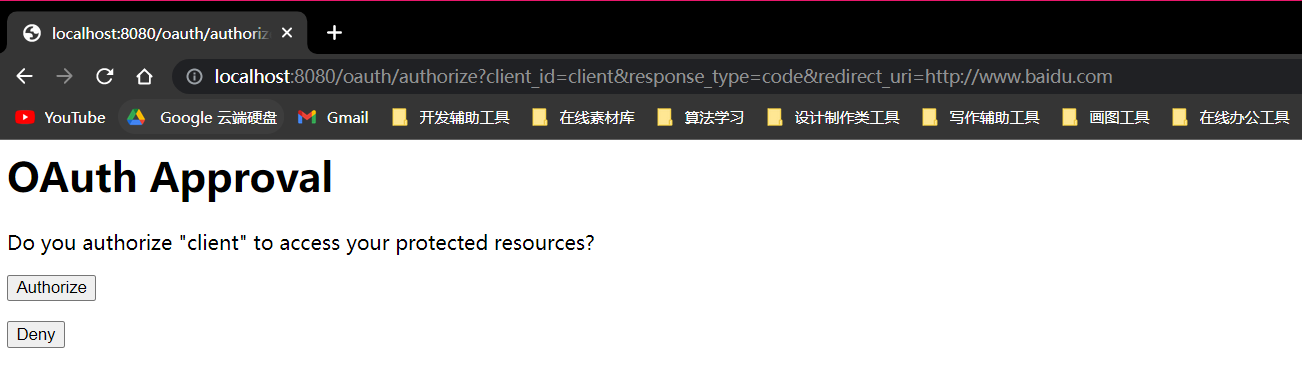 localhost:8080/oauth/authoriz
localhost:8080/oauth/authorize?client_id=client&response_type=code&redirect_uri=http://www.baidu.com
YouTube Google 云端硬盘 Gmail 开发辅助工具 在线素材库 算法学习 设计制作类工具 写作辅助工具 画图工具 在线办公工具
OAuth Approval
Do you authorize "client" to access your protected resources?
Authorize
Deny